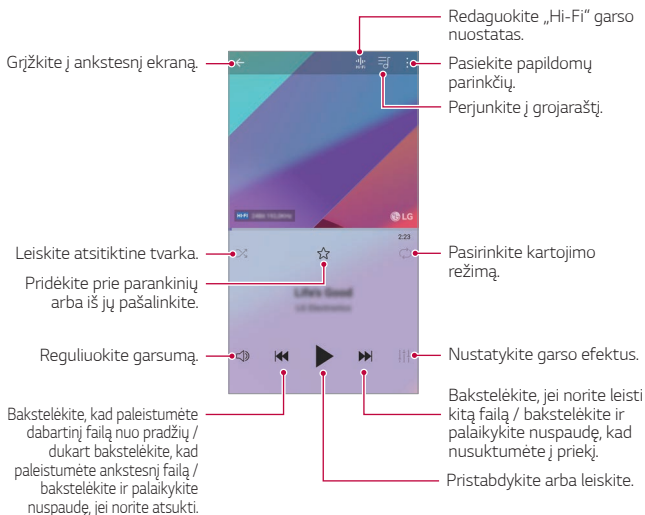 Redaguokite „Hi-Fi“ garso
nuostatas.
Grįžkite į ankstesnį ekraną.
Pasiekite papildomų
parinkčių.
Perjunkite į grojaraštį.
Hi-Fi
LG
2:23
Leiskite atsitiktine tvarka.
Pasirinkite kartojimo
režimą.
Pridėkite prie parankinių
arba iš jų pašalinkite.
Life's Good
LG Electronics
Reguliuokite garsumą.
Nustatykite garso efektus.
Bakstelėkite, kad paleistumėte
dabartinį failą nuo pradžių /
dukart bakstelėkite, kad
paleistumėte ankstesnį failą /
bakstelėkite ir palaikykite
nuspaudę, jei norite atsukti.
Bakstelėkite, jei norite leisti
kitą failą / bakstelėkite ir
palaikykite nuspaudę, kad
nusuktumėte į priekį.
Pristabdykite arba leiskite.